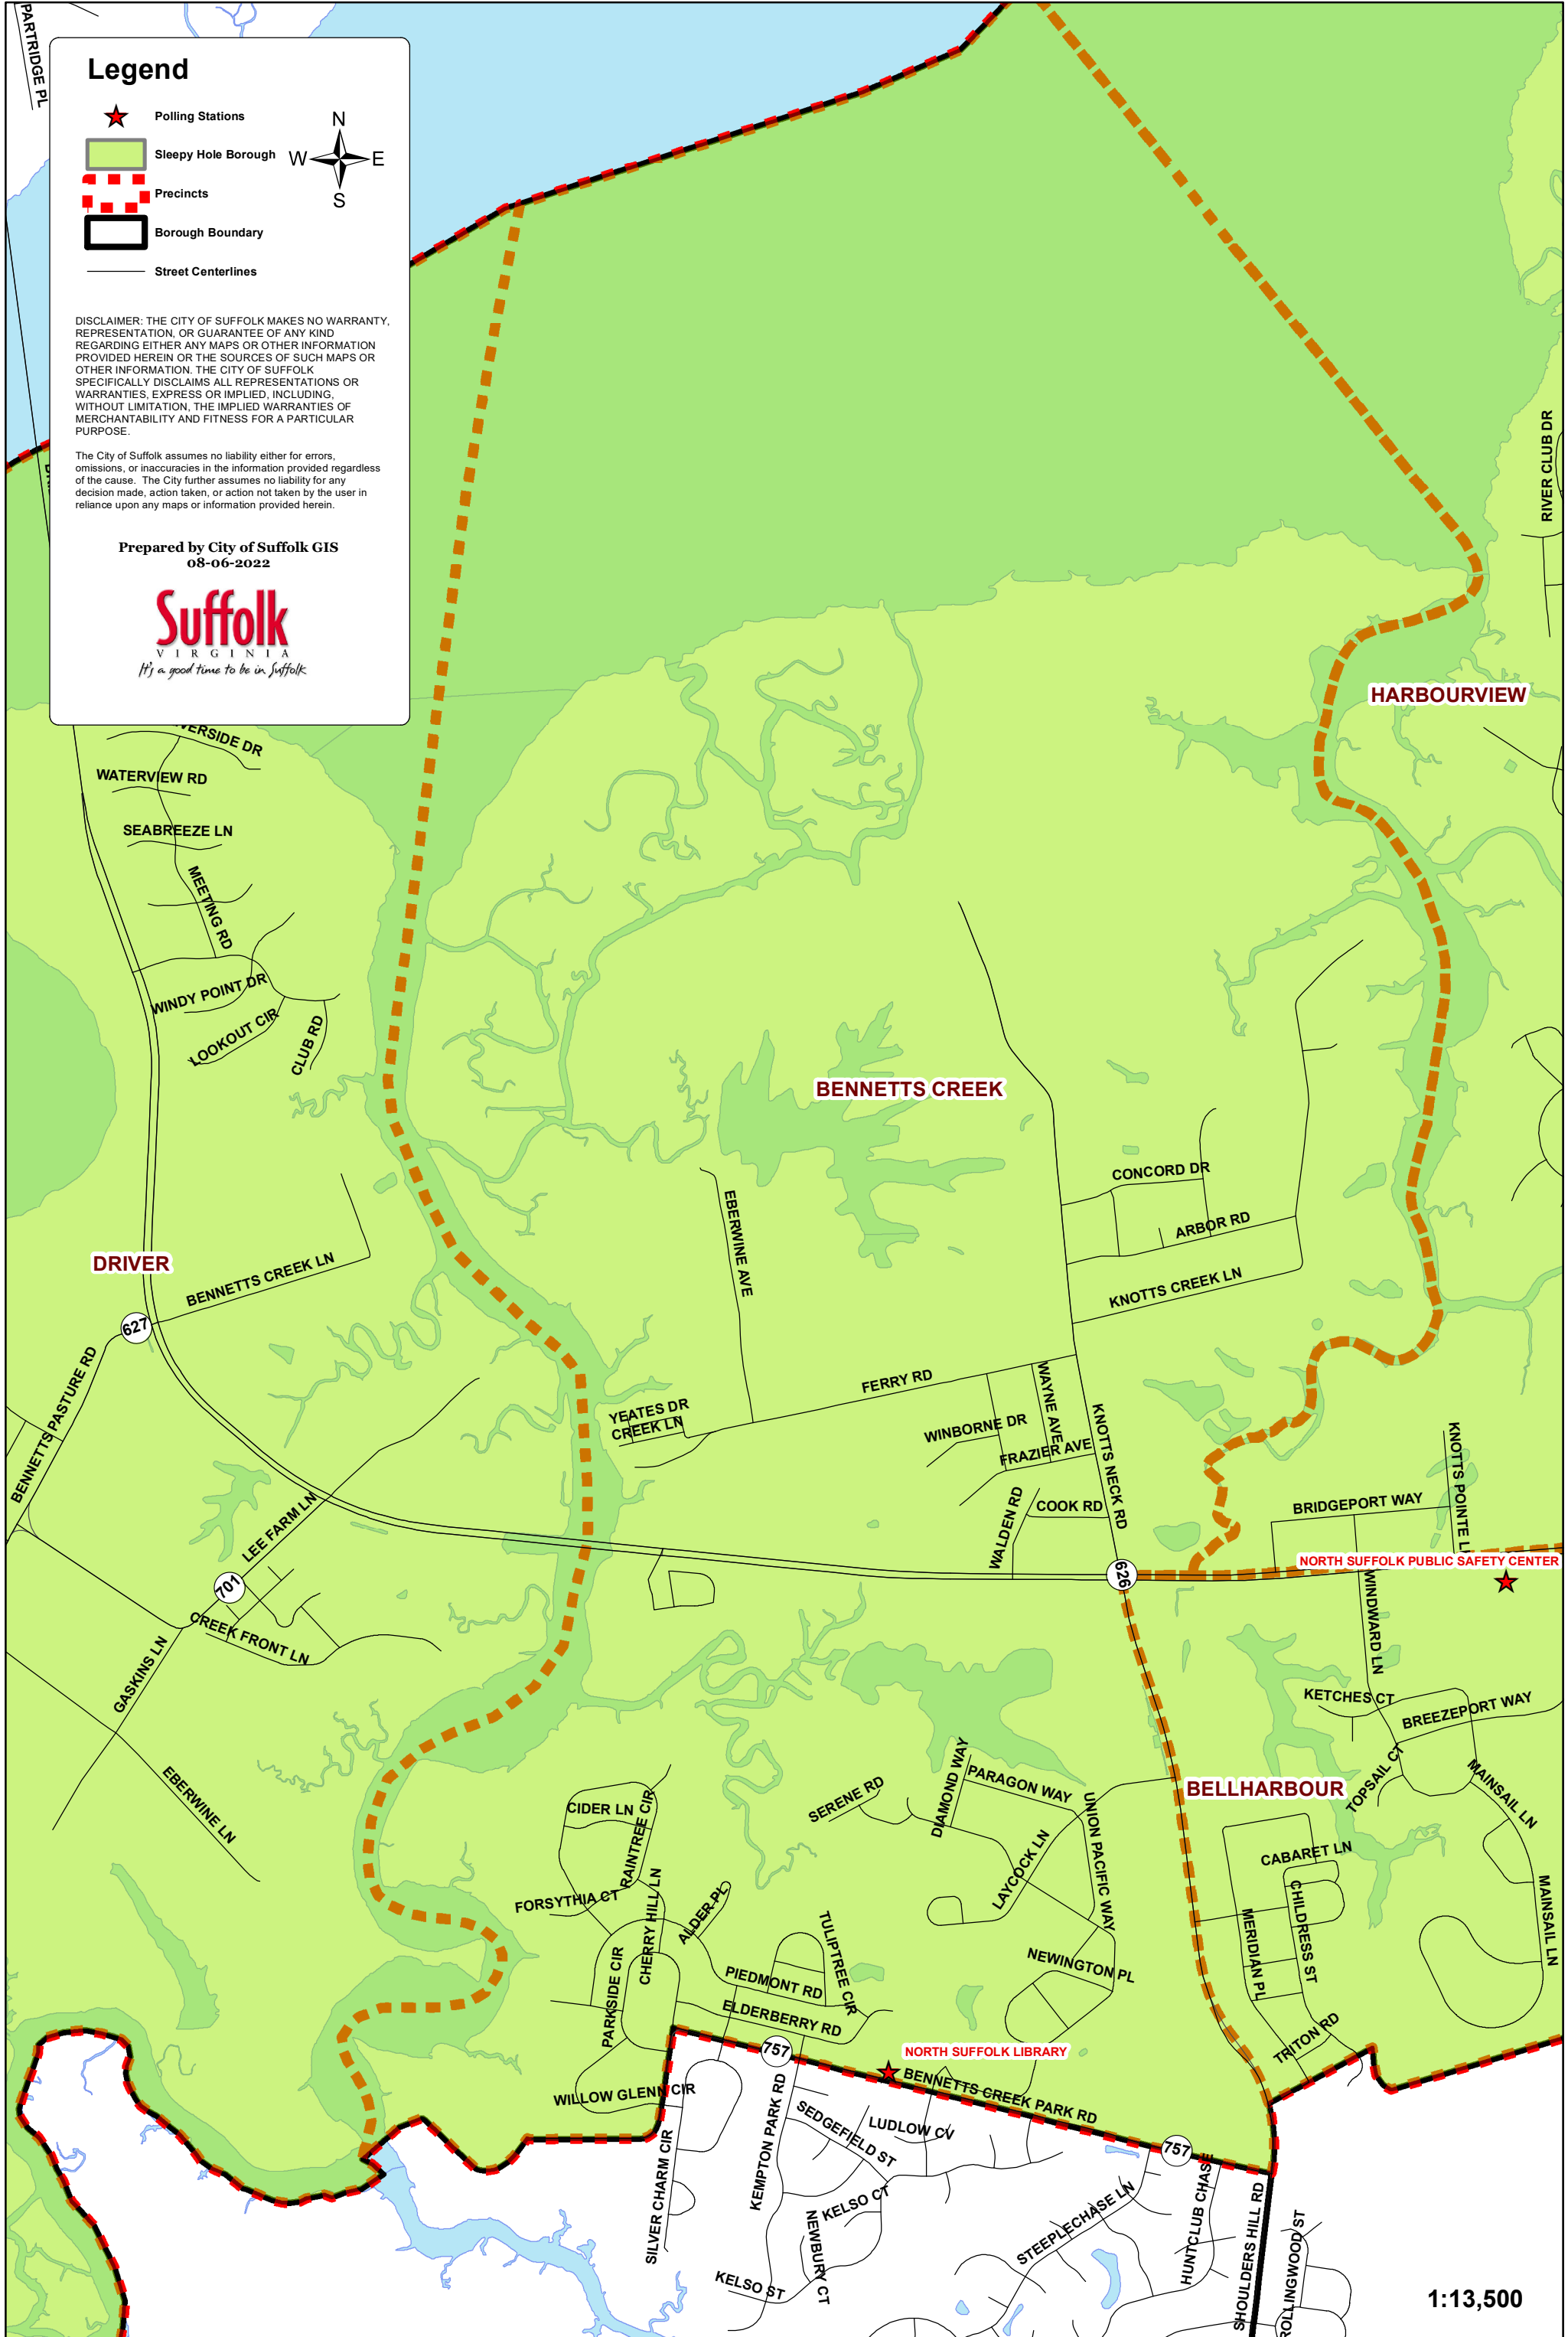 PARTRIDGE PL
Legend
Polling Stations
Sleepy Hole Borough
Precincts
Borough Boundary
Street Centerlines
N
W
E
S
DISCLAIMER: THE CITY OF SUFFOLK MAKES NO WARRANTY,
REPRESENTATION, OR GUARANTEE OF ANY KIND
REGARDING EITHER ANY MAPS OR OTHER INFORMATION
PROVIDED HEREIN OR THE SOURCES OF SUCH MAPS OR
OTHER INFORMATION. THE CITY OF SUFFOLK
SPECIFICALLY DISCLAIMS ALL REPRESENTATIONS OR
WARRANTIES, EXPRESS OR IMPLIED, INCLUDING,
WITHOUT LIMITATION, THE IMPLIED WARRANTIES OF
MERCHANTABILITY AND FITNESS FOR A PARTICULAR
PURPOSE.
The City of Suffolk assumes no liability either for errors,
omissions, or inaccuracies in the information provided regardless
of the cause. The City further assumes no liability for any
decision made, action taken, or action not taken by the user in
reliance upon any maps or information provided herein.
Prepared by City of Suffolk GIS
08-06-2022
Suffolk
VIRGINIA
It's a good time to be in Suffolk
RIVER CLUB DR
HARBOURVIEW
VERSIDE DR
WATERVIEW RD
SEABREEZE LN
MEETING RD
WINDY POINT DR
LOOKOUT CIR
CLUB RD
BENNETTS CREEK
CONCORD DR
ARBOR RD
KNOTTS CREEK LN
EBERWINE AVE
DRIVER
BENNETTS CREEK LN
627
BENNETTS PASTURE RD
FERRY RD
YEATES DR
CREEK LN
WINBORNE DR
WAYNE AVE
FRAZIER AVE
KNOTTS NECK RD
WALDEN RD
COOK RD
KNOTTS POINTE L
BRIDGEPORT WAY
NORTH SUFFOLK PUBLIC SAFETY CENTER
626
LEE FARM LN
701
CREEK FRONT LN
GASKINS LN
EBERWINE LN
WINDWARD LN
KETCHES CT
BREEZEPORT WAY
TOPSAIL CT
MAINSAIL LN
MAINSAIL LN
BELLHARBOUR
CABARET LN
CHILDRESS ST
MERIDIAN PL
TRITON RD
SERENE RD
DIAMOND WAY
PARAGON WAY
UNION PACIFIC WAY
LAYCOCK LN
NEWINGTON PL
CIDER LN
RAINTREE CIR
FORSYTHIA CT
CHERRY HILL LN
ALDER PL
PARKSIDE CIR
TULIPTREE CIR
PIEDMONT RD
ELDERBERRY RD
757
NORTH SUFFOLK LIBRARY
BENNETTS CREEK PARK RD
WILLOW GLENN CIR
KEMPTON PARK RD
SEDGEFIELD ST
LUDLOW CV
757
SILVER CHARM CIR
KELSO CT
NEWBURY CT
KELSO ST
STEEPLECHASE LN
HUNTCLUB CHASE
SHOULDERS HILL RD
ROLLINGWOOD ST
1:13,500